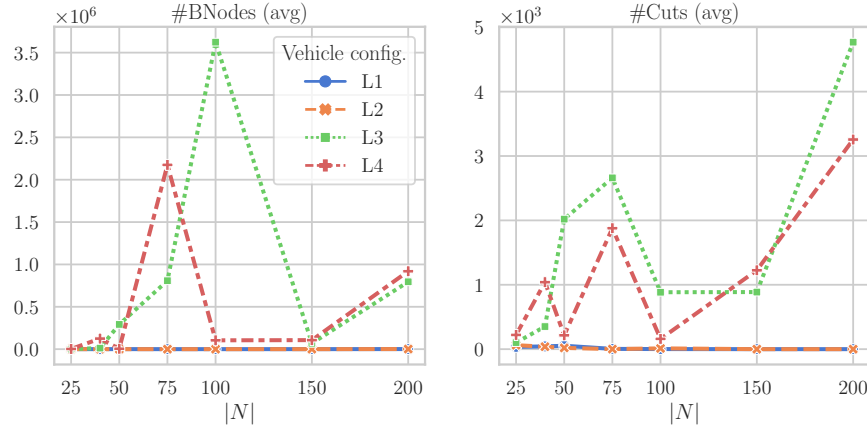 #BNodes (avg)
×10⁶
3.5
3.0
2.5
2.0
1.5
1.0
0.5
0.0
25 50 75 100 150 200
|N|
Vehicle config.
L1
L2
L3
L4
#Cuts (avg)
×10³
5
4
3
2
1
0
25 50 75 100 150 200
|N|